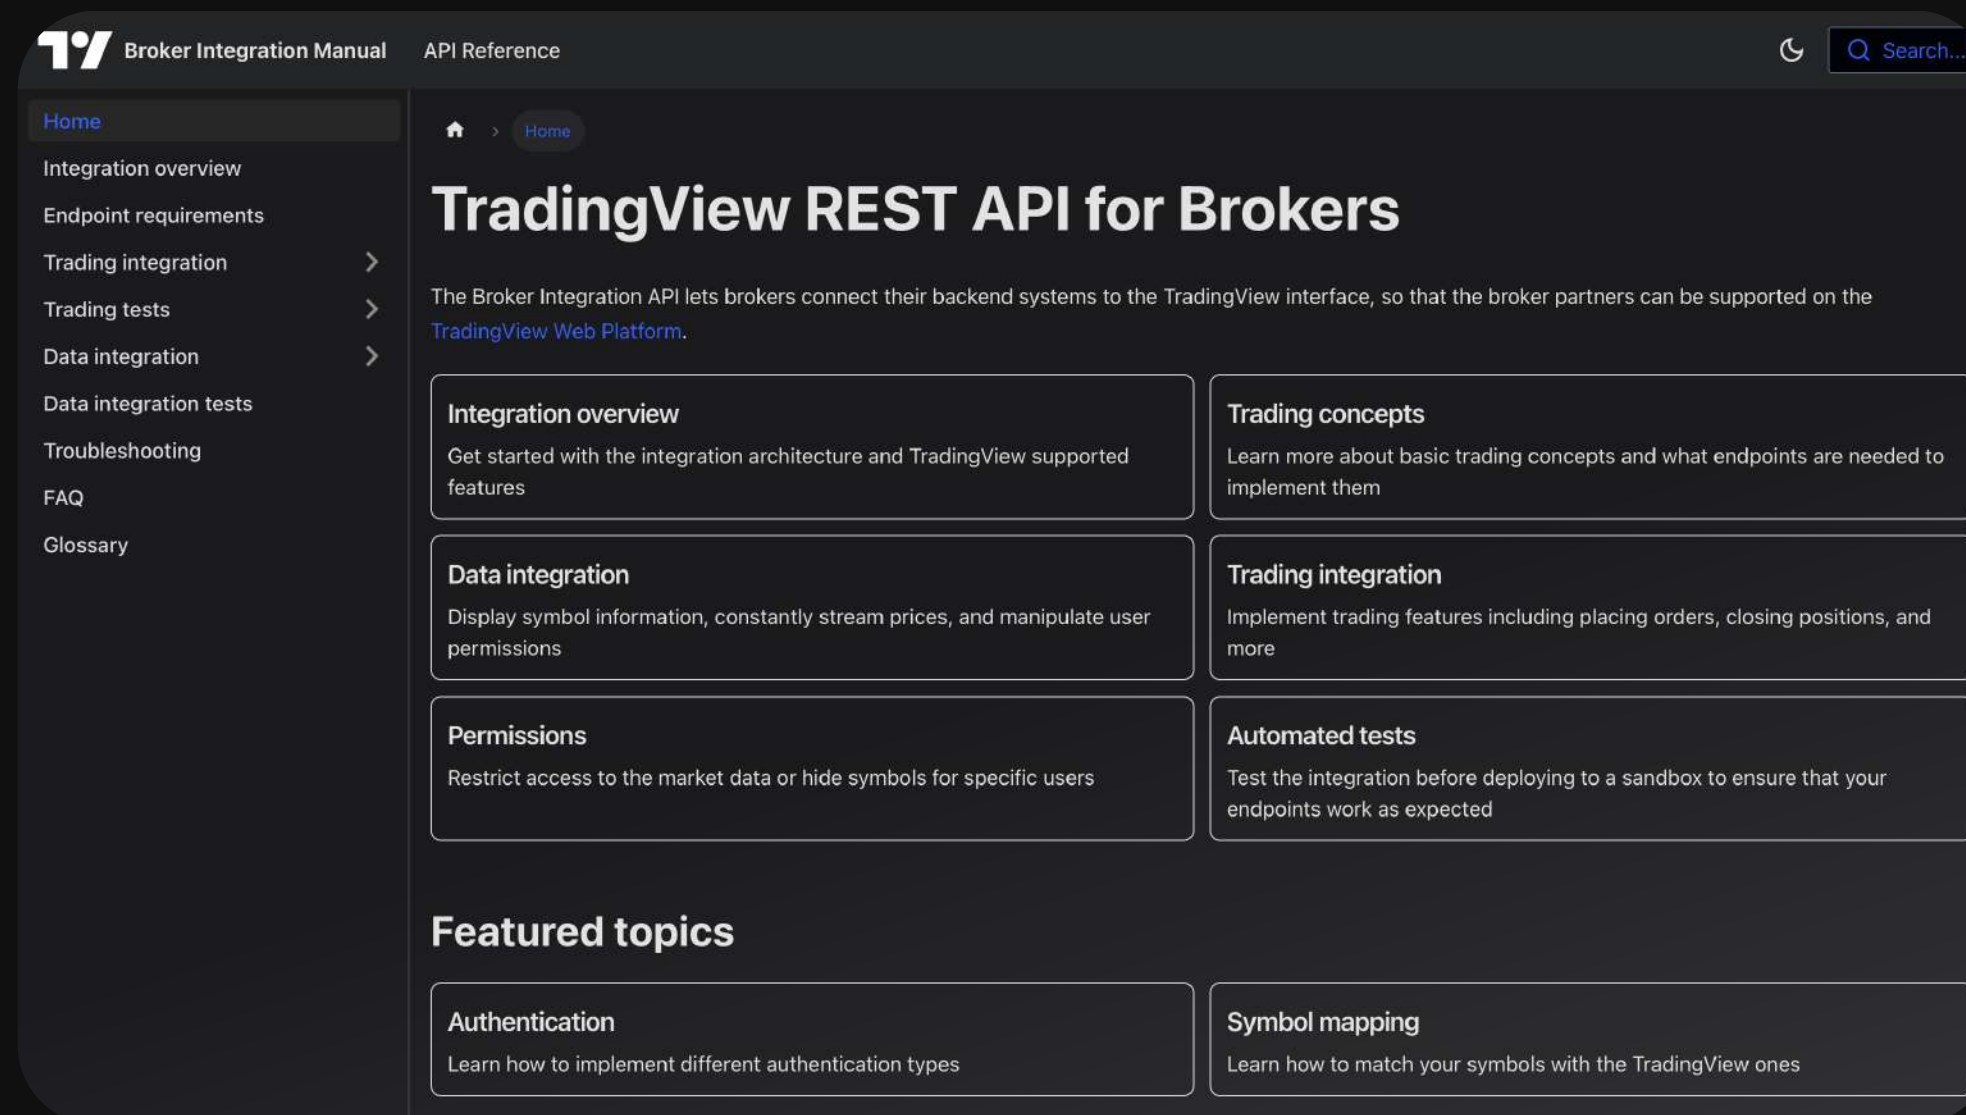 Broker Integration Manual
API Reference
Search...
Home
Integration overview
Endpoint requirements
Trading integration
Trading tests
Data integration
Data integration tests
Troubleshooting
FAQ
Glossary
Home
TradingView REST API for Brokers
The Broker Integration API lets brokers connect their backend systems to the TradingView interface, so that the broker partners can be supported on the
TradingView Web Platform.
Integration overview
Get started with the integration architecture and TradingView supported
features
Trading concepts
Learn more about basic trading concepts and what endpoints are needed to
implement them
Data integration
Display symbol information, constantly stream prices, and manipulate user
permissions
Trading integration
Implement trading features including placing orders, closing positions, and
more
Permissions
Restrict access to the market data or hide symbols for specific users
Automated tests
Test the integration before deploying to a sandbox to ensure that your
endpoints work as expected
Featured topics
Authentication
Learn how to implement different authentication types
Symbol mapping
Learn how to match your symbols with the TradingView ones